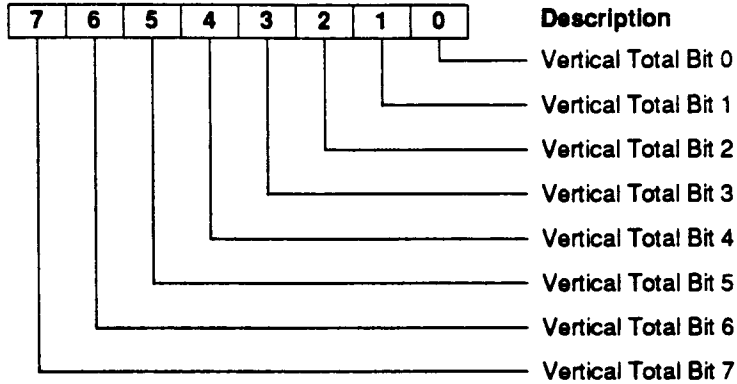 7 6 5 4 3 2 1 0 Description
Vertical Total Bit 0
Vertical Total Bit 1
Vertical Total Bit 2
Vertical Total Bit 3
Vertical Total Bit 4
Vertical Total Bit 5
Vertical Total Bit 6
Vertical Total Bit 7